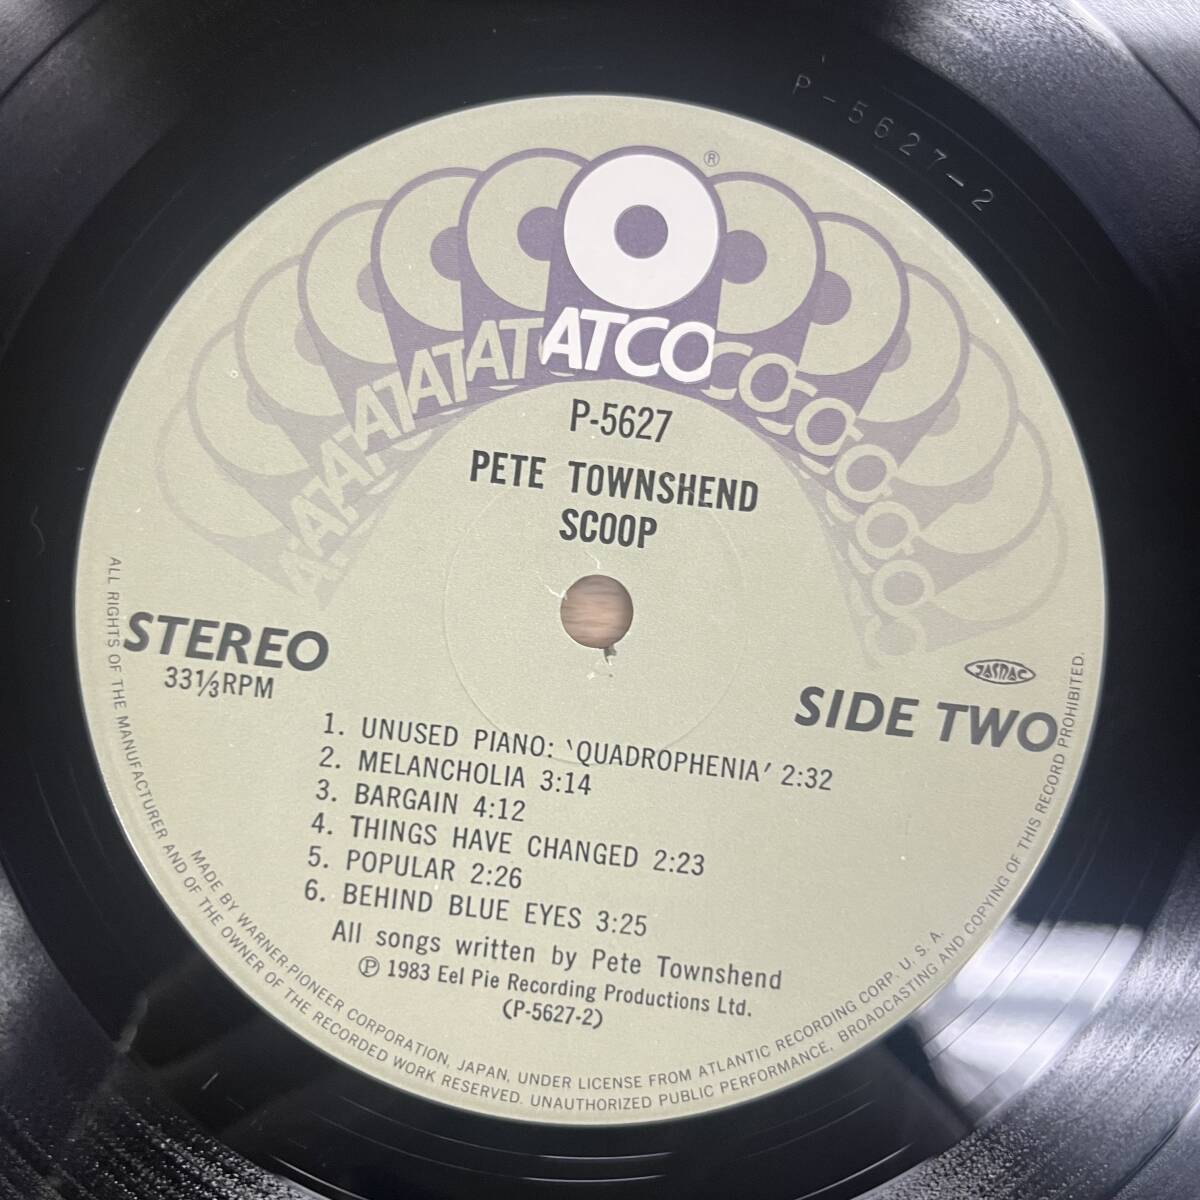 P-5627-2
®
ATATATATATATCOCOCOCOCOCO
P-5627
PETE TOWNSHEND
SCOOP
STEREO
33⅓RPM
JASRAC
SIDE TWO
1. UNUSED PIANO: ‵QUADROPHENIA′ 2:32
2. MELANCHOLIA 3:14
3. BARGAIN 4:12
4. THINGS HAVE CHANGED 2:23
5. POPULAR 2:26
6. BEHIND BLUE EYES 3:25
All songs written by Pete Townshend
Ⓟ 1983 Eel Pie Recording Productions Ltd.
(P-5627-2)
MADE BY WARNER-PIONEER CORPORATION, JAPAN, UNDER LICENSE FROM ATLANTIC RECORDING CORP. U. S. A.
ALL RIGHTS OF THE MANUFACTURER AND OF THE OWNER OF THE RECORDED WORK RESERVED. UNAUTHORIZED PUBLIC PERFORMANCE, BROADCASTING AND COPYING OF THIS RECORD PROHIBITED.